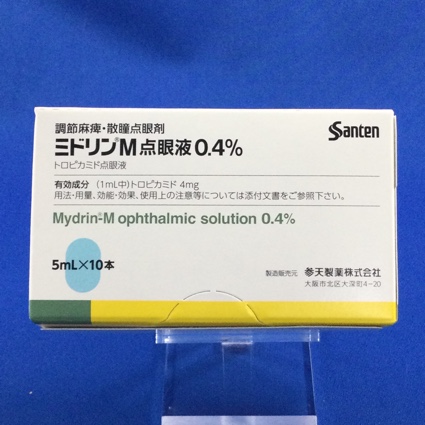 調節麻痺・散瞳点眼剤
Santen
ミドリン®M点眼液0.4%
トロピカミド点眼液
有効成分 (1mL中)トロピカミド 4mg
用法・用量、効能・効果、使用上の注意等については添付文書をご参照下さい。
Mydrin®-M ophthalmic solution 0.4%
5mL×10本
製造販売元 参天製薬株式会社
大阪市北区大深町4-20